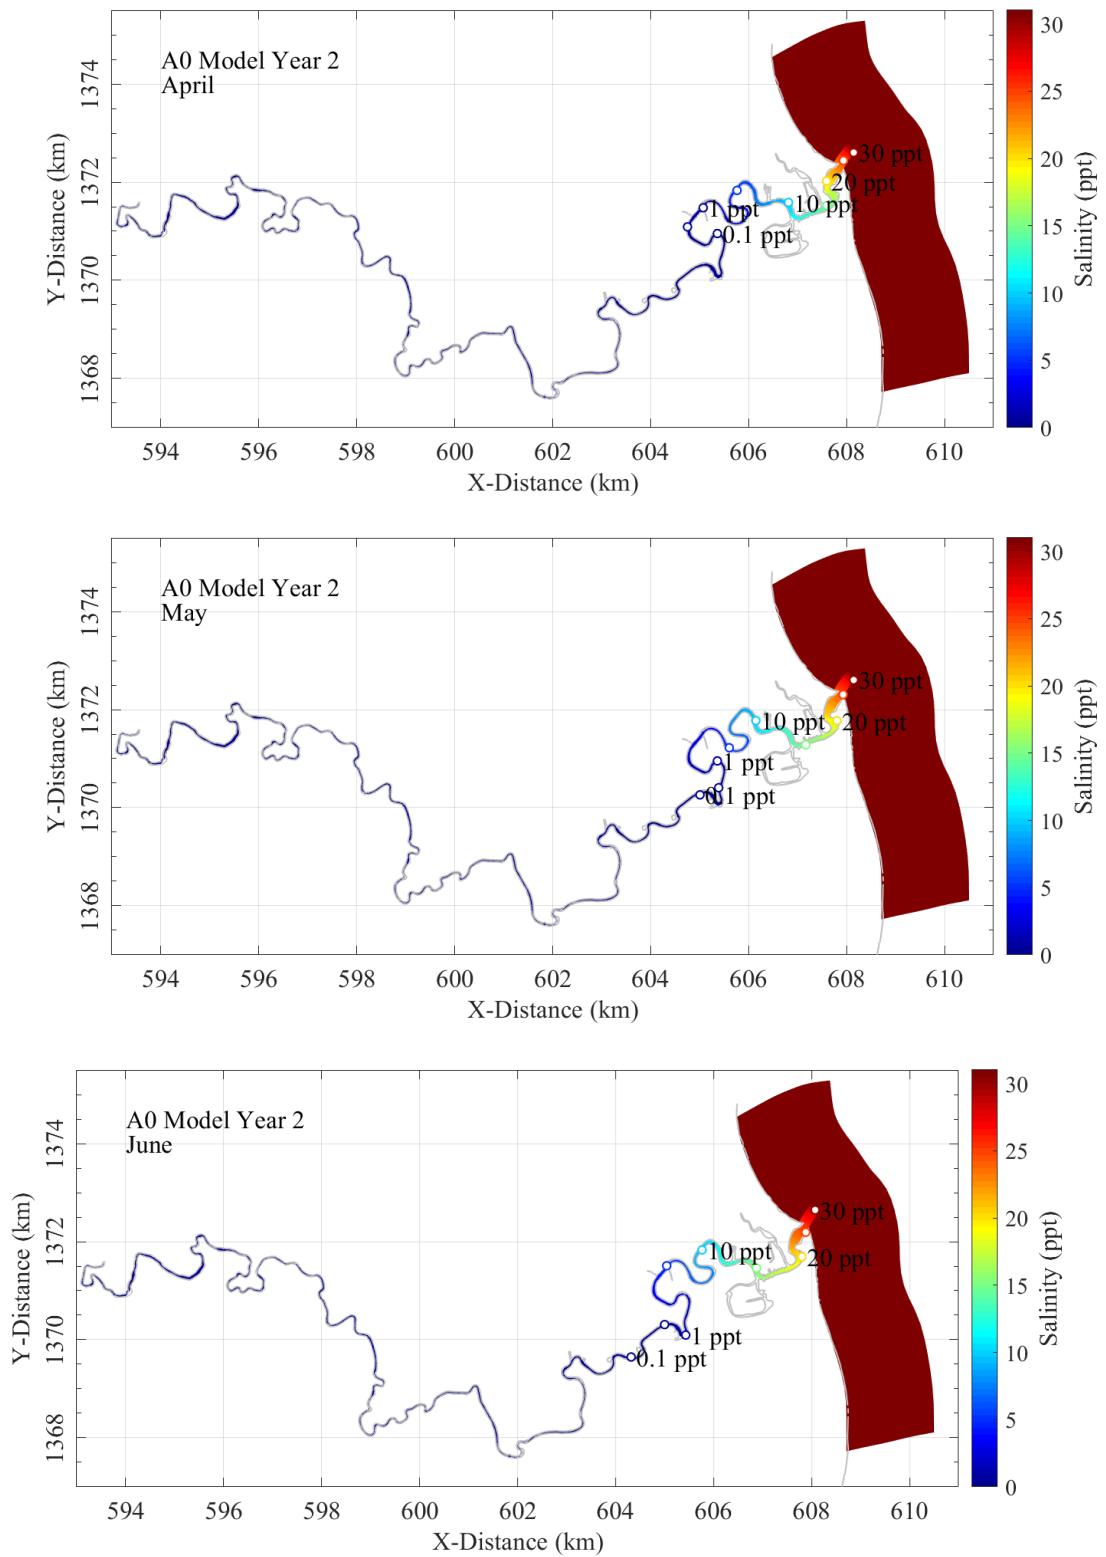 A0 Model Year 2
April
30 ppt
20 ppt
10 ppt
1 ppt
0.1 ppt
1374
1372
1370
1368
Y-Distance (km)
594 596 598 600 602 604 606 608 610
X-Distance (km)
30
25
20
15
10
5
0
Salinity (ppt)
A0 Model Year 2
May
30 ppt
10 ppt 20 ppt
1 ppt
0.1 ppt
1374
1372
1370
1368
Y-Distance (km)
594 596 598 600 602 604 606 608 610
X-Distance (km)
30
25
20
15
10
5
0
Salinity (ppt)
A0 Model Year 2
June
30 ppt
10 ppt
20 ppt
1 ppt
0.1 ppt
1374
1372
1370
1368
Y-Distance (km)
594 596 598 600 602 604 606 608 610
X-Distance (km)
30
25
20
15
10
5
0
Salinity (ppt)